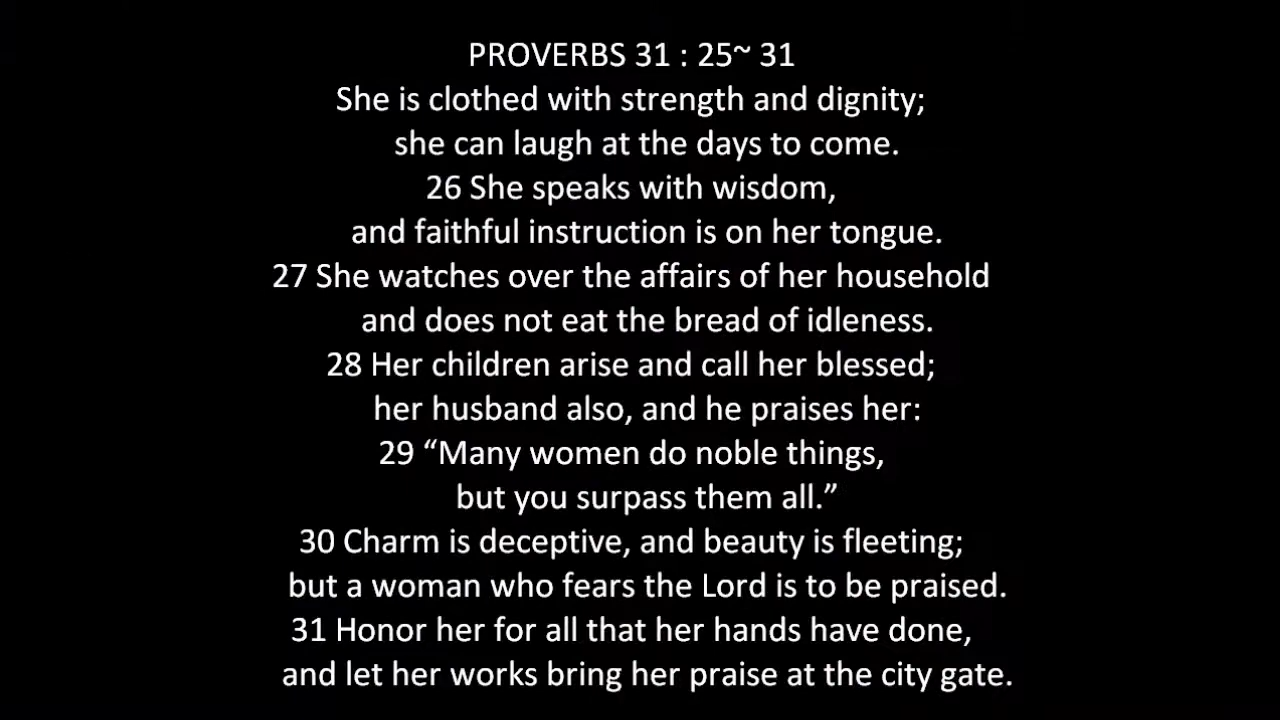 PROVERBS 31 : 25~ 31
She is clothed with strength and dignity;
she can laugh at the days to come.
26 She speaks with wisdom,
and faithful instruction is on her tongue.
27 She watches over the affairs of her household
and does not eat the bread of idleness.
28 Her children arise and call her blessed;
her husband also, and he praises her:
29 “Many women do noble things,
but you surpass them all.”
30 Charm is deceptive, and beauty is fleeting;
but a woman who fears the Lord is to be praised.
31 Honor her for all that her hands have done,
and let her works bring her praise at the city gate.